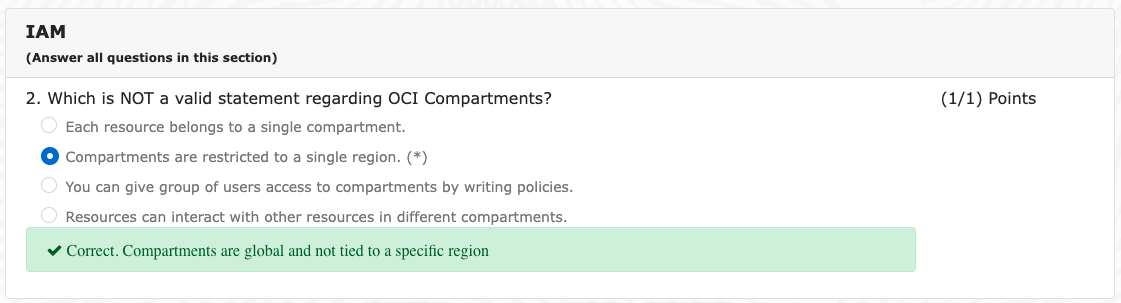 IAM
(Answer all questions in this section)
2. Which is NOT a valid statement regarding OCI Compartments? (1/1) Points
Each resource belongs to a single compartment.
Compartments are restricted to a single region. (*)
You can give group of users access to compartments by writing policies.
Resources can interact with other resources in different compartments.
Correct. Compartments are global and not tied to a specific region